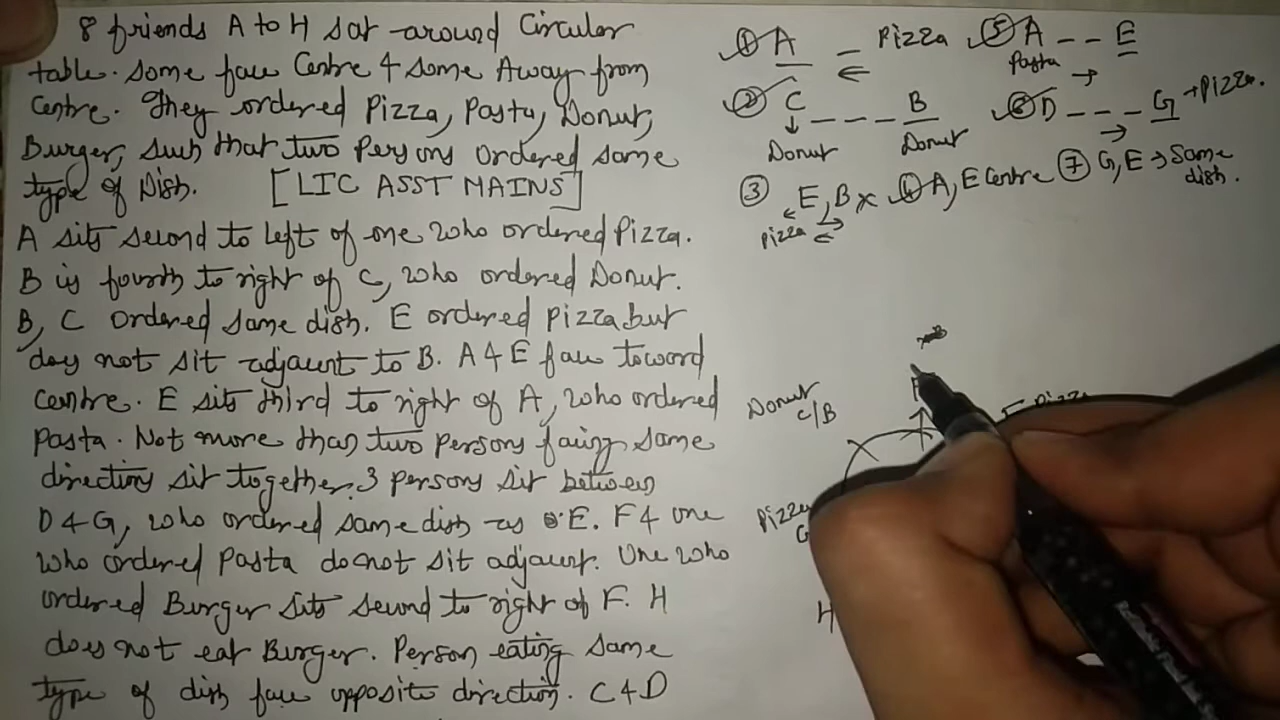 8 friends A to H sat around Circular
table. Some face Centre & some Away from
Centre. They ordered Pizza, Pasta, Donut,
Burger, such that two Persons ordered same
type of Dish. [LIC ASST MAINS]
A sits second to left of one who ordered Pizza.
B is fourth to right of C, who ordered Donut.
B, C ordered same dish. E ordered pizza but
does not sit adjacent to B. A & E face toward
centre. E sits third to right of A, who ordered
Pasta. Not more than two Persons facing same
directions sit together. 3 persons sit between
D & G, who ordered same dish as E. F & one
who ordered Pasta do not sit adjacent. One who
ordered Burger sits second to right of F. H
does not eat Burger. Person eating same
type of dish face opposite direction. C & D
① A _ Pizza
② C _ _ _ B
Donut Donut
③ E, B ×
Pizza
④ A, E Centre
⑤ A _ _ E
Pasta
⑥ D _ _ _ G → Pizza.
⑦ G, E → Same
dish.
B
Donut
C/B
Pizza
H